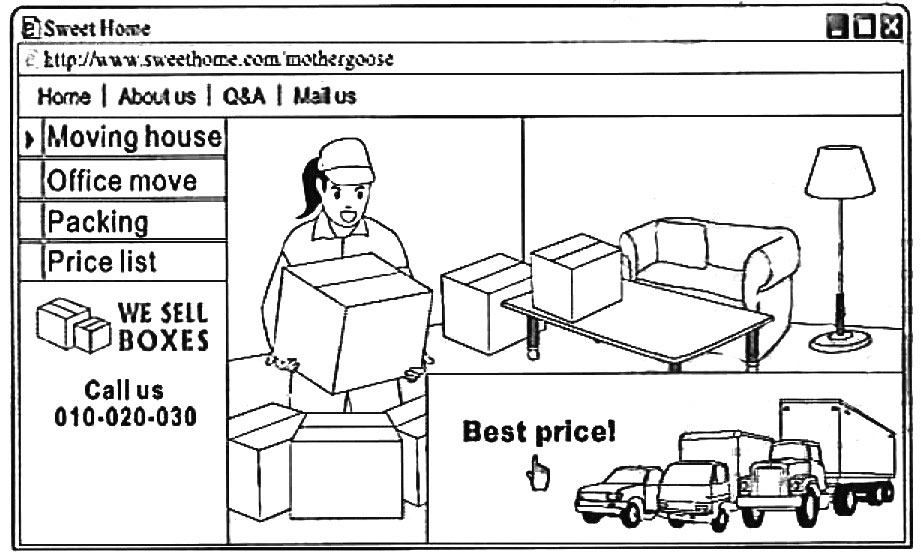 Sweet Home
http://www.sweethome.com/mothergoose
Home | About us | Q&A | Mail us
Moving house
Office move
Packing
Price list
WE SELL
BOXES
Call us
010-020-030
Best price!